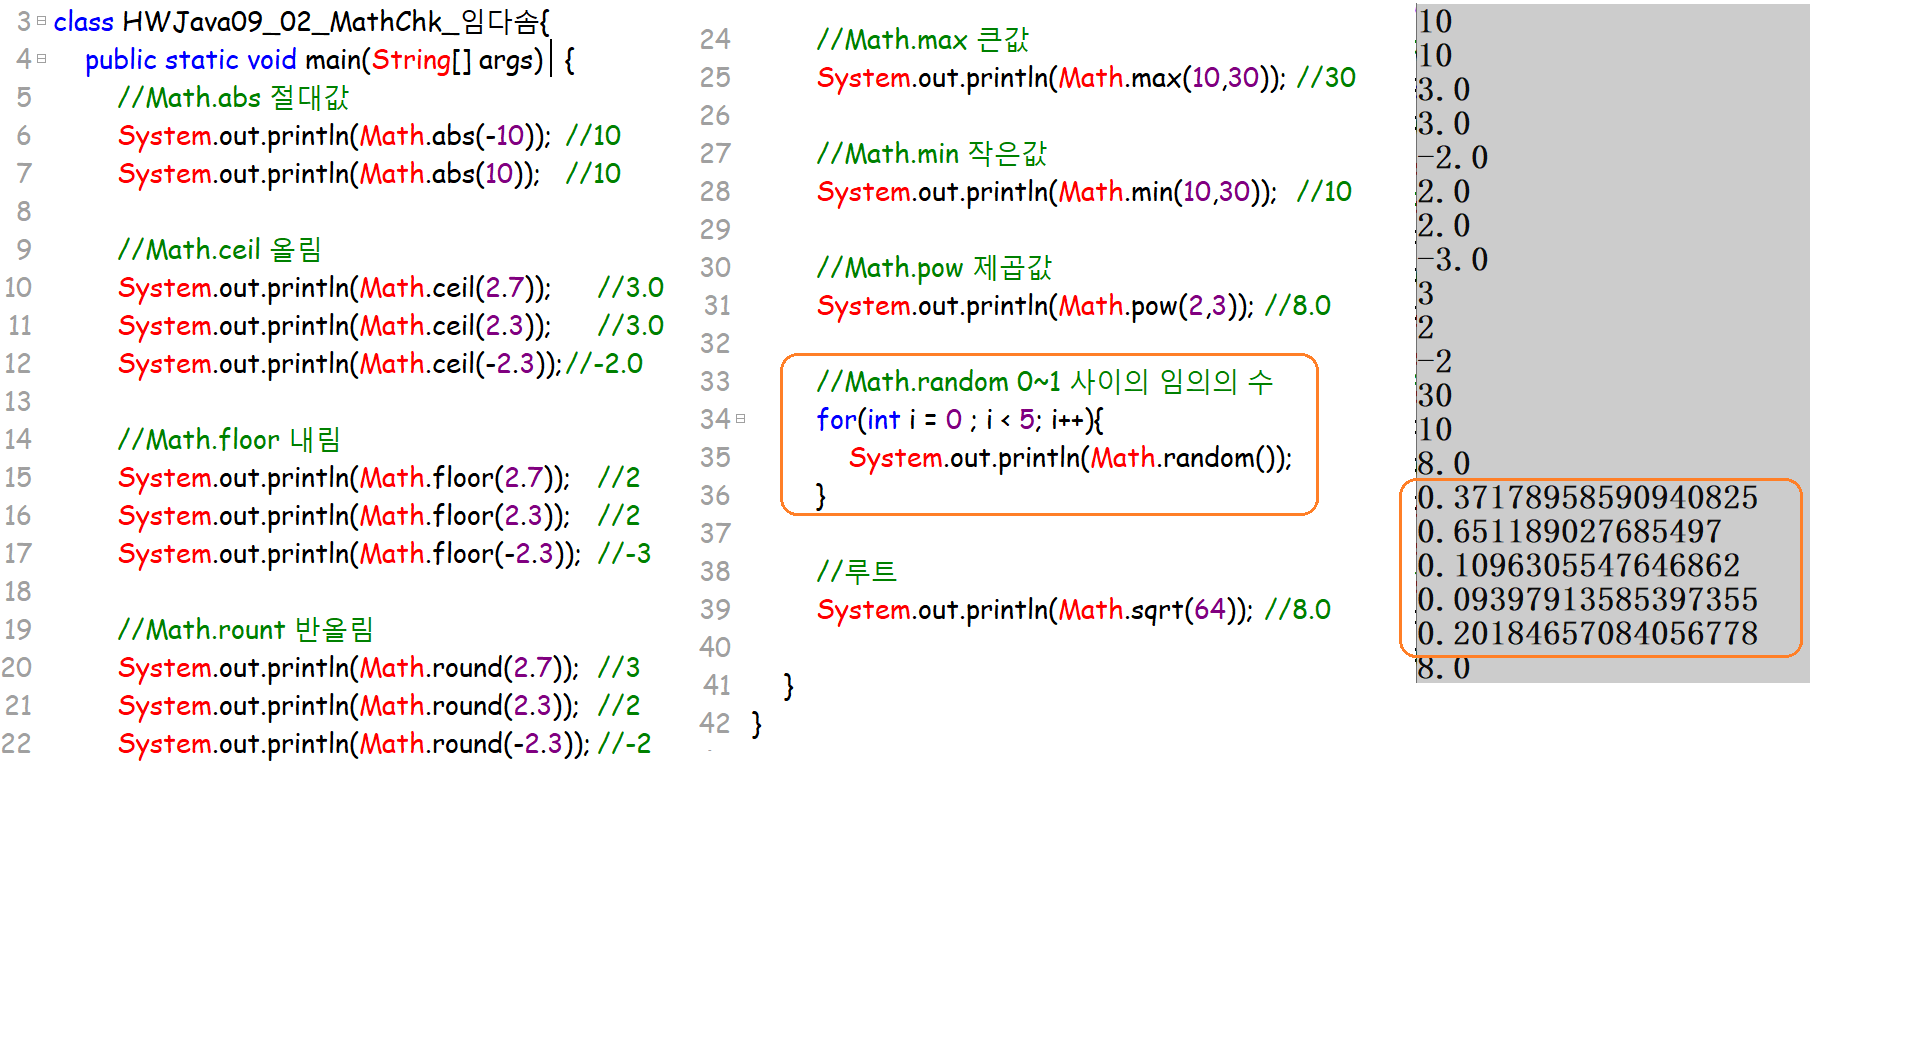 3 class HWJava09_02_MathChk_임다솜{
4 public static void main(String[] args) {
5 //Math.abs 절대값
6 System.out.println(Math.abs(-10)); //10
7 System.out.println(Math.abs(10)); //10
8
9 //Math.ceil 올림
10 System.out.println(Math.ceil(2.7)); //3.0
11 System.out.println(Math.ceil(2.3)); //3.0
12 System.out.println(Math.ceil(-2.3)); //-2.0
13
14 //Math.floor 내림
15 System.out.println(Math.floor(2.7)); //2
16 System.out.println(Math.floor(2.3)); //2
17 System.out.println(Math.floor(-2.3)); //-3
18
19 //Math.rount 반올림
20 System.out.println(Math.round(2.7)); //3
21 System.out.println(Math.round(2.3)); //2
22 System.out.println(Math.round(-2.3)); //-2
24 //Math.max 큰값
25 System.out.println(Math.max(10,30)); //30
26
27 //Math.min 작은값
28 System.out.println(Math.min(10,30)); //10
29
30 //Math.pow 제곱값
31 System.out.println(Math.pow(2,3)); //8.0
32
33 //Math.random 0~1 사이의 임의의 수
34 for(int i = 0 ; i < 5; i++){
35 System.out.println(Math.random());
36 }
37
38 //루트
39 System.out.println(Math.sqrt(64)); //8.0
40
41 }
42 }
10
10
3.0
3.0
-2.0
2.0
2.0
-3.0
3
2
-2
30
10
8.0
0.37178958590940825
0.651189027685497
0.1096305547646862
0.09397913585397355
0.20184657084056778
8.0